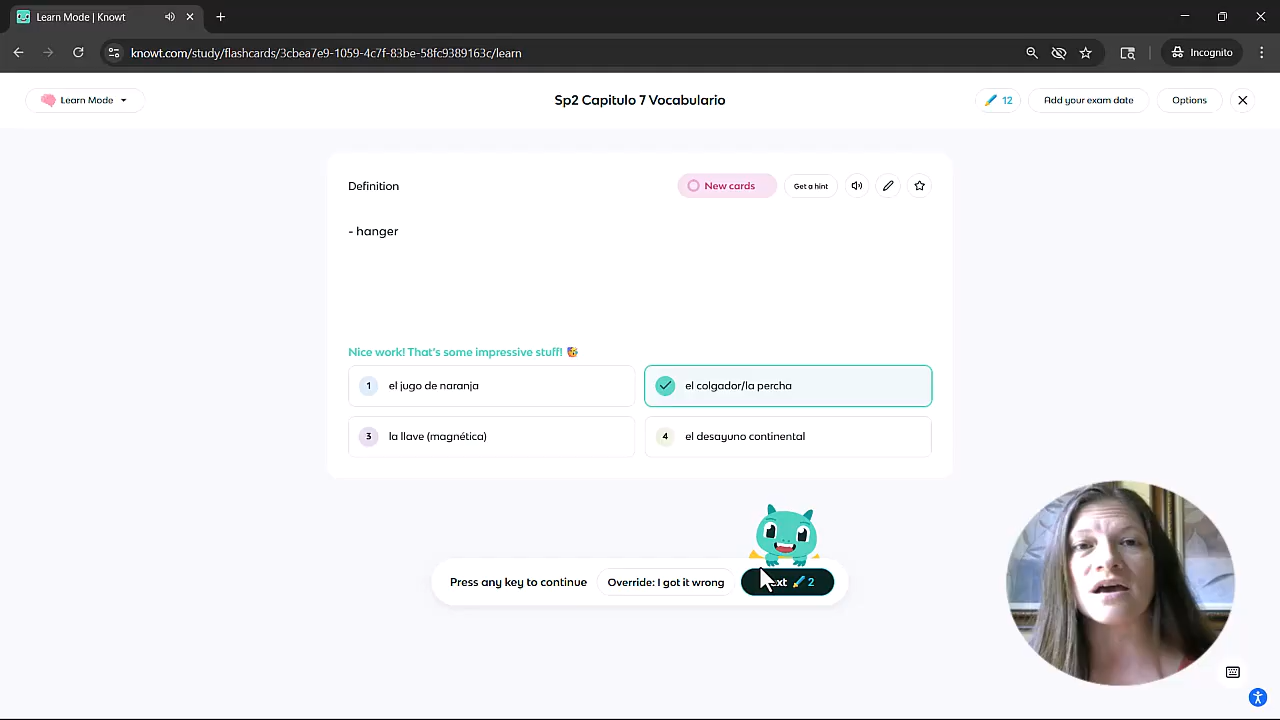 Learn Mode | Knowt
knowt.com/study/flashcards/3cbea7e9-1059-4c7f-83be-58fc9389163c/learn
Incognito
Learn Mode
Sp2 Capitulo 7 Vocabulario
12
Add your exam date
Options
Definition
New cards
Get a hint
- hanger
Nice work! That's some impressive stuff!
1 el jugo de naranja
el colgador/la percha
3 la llave (magnética)
4 el desayuno continental
Press any key to continue
Override: I got it wrong
2